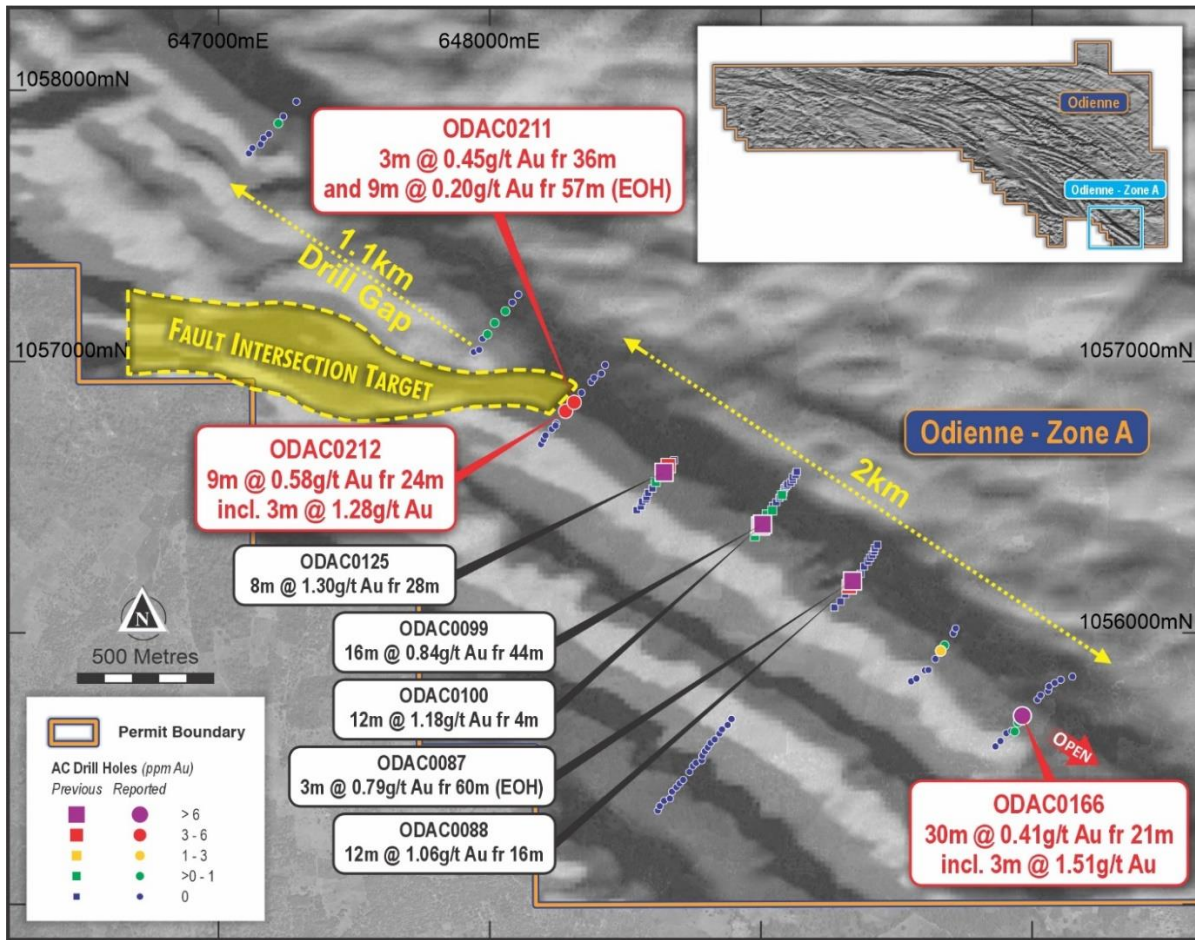 647000mE
648000mE
1058000mN
ODAC0211
3m @ 0.45g/t Au fr 36m
and 9m @ 0.20g/t Au fr 57m (EOH)
Odienne
Odienne - Zone A
1.1km
Drill Gap
FAULT INTERSECTION TARGET
1057000mN
1057000mN
ODAC0212
9m @ 0.58g/t Au fr 24m
incl. 3m @ 1.28g/t Au
Odienne - Zone A
2km
ODAC0125
8m @ 1.30g/t Au fr 28m
ODAC0099
16m @ 0.84g/t Au fr 44m
ODAC0100
12m @ 1.18g/t Au fr 4m
ODAC0087
3m @ 0.79g/t Au fr 60m (EOH)
ODAC0088
12m @ 1.06g/t Au fr 16m
1056000mN
OPEN
ODAC0166
30m @ 0.41g/t Au fr 21m
incl. 3m @ 1.51g/t Au
N
500 Metres
Permit Boundary
AC Drill Holes (ppm Au)
Previous Reported
> 6
3 - 6
1 - 3
>0 - 1
0